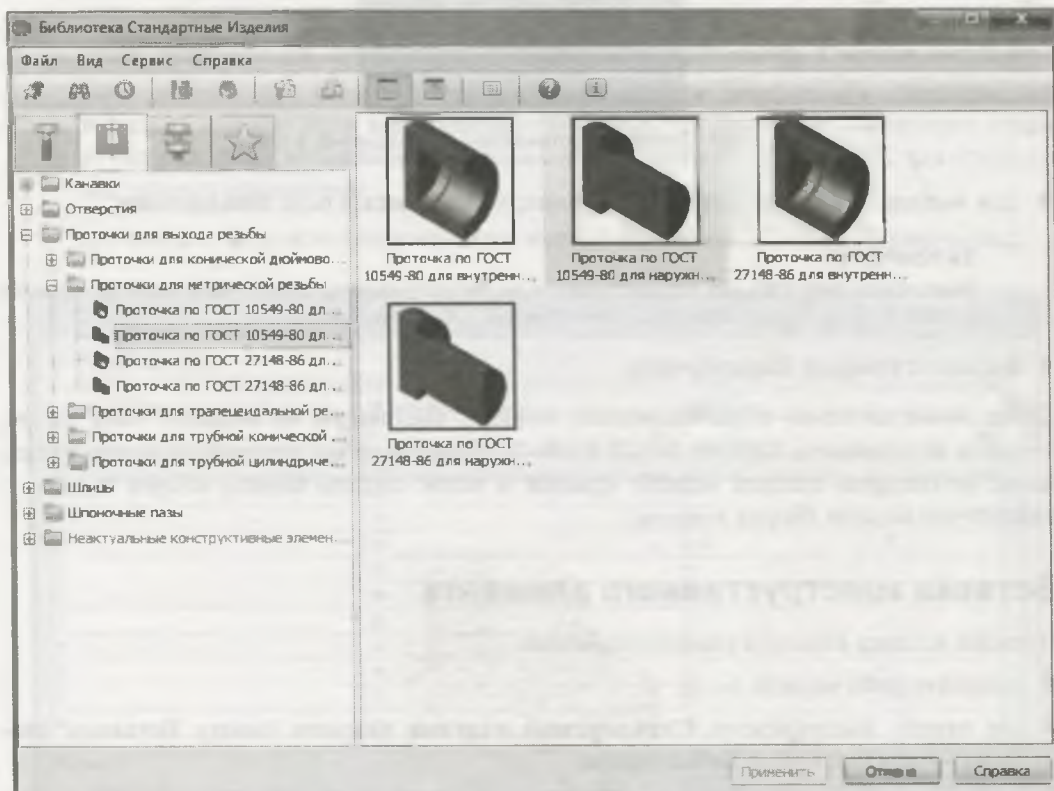 Библиотека Стандартные Изделия
Файл Вид Сервис Справка
Канавки
Отверстия
Проточки для выхода резьбы
Проточки для конической дюймово...
Проточки для метрической резьбы
Проточка по ГОСТ 10549-80 дл...
Проточка по ГОСТ 10549-80 дл...
Проточка по ГОСТ 27148-86 дл...
Проточка по ГОСТ 27148-86 дл...
Проточки для трапецеидальной ре...
Проточки для трубной конической ...
Проточки для трубной цилиндриче...
Шлицы
Шпоночные пазы
Неактуальные конструктивные элемен...
Проточка по ГОСТ
10549-80 для внутренн...
Проточка по ГОСТ
10549-80 для наружн...
Проточка по ГОСТ
27148-86 для внутренн...
Проточка по ГОСТ
27148-86 для наружн...
Применить
Отмена
Справка